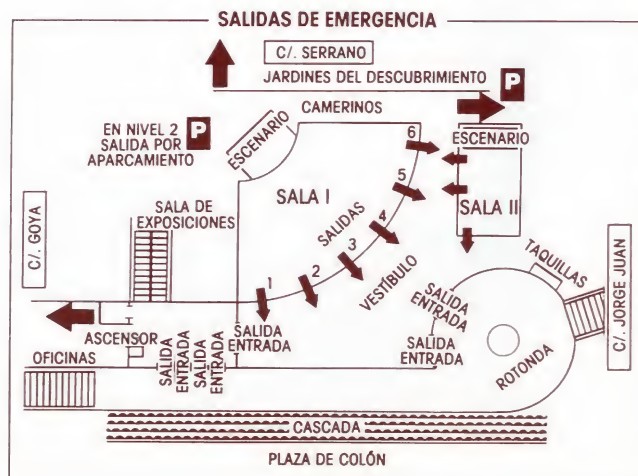 SALIDAS DE EMERGENCIA
C/. SERRANO
JARDINES DEL DESCUBRIMIENTO
P
CAMERINOS
EN NIVEL 2
SALIDA POR
APARCAMIENTO
P
ESCENARIO
6
ESCENARIO
SALA I
5
SALA II
SALA DE
EXPOSICIONES
C/. GOYA
SALIDAS
4
3
2
1
VESTÍBULO
TAQUILLAS
C/. JORGE JUAN
SALIDA
ENTRADA
SALIDA
ENTRADA
ASCENSOR
OFICINAS
SALIDA
ENTRADA
SALIDA
ENTRADA
SALIDA
ENTRADA
ROTONDA
CASCADA
PLAZA DE COLÓN